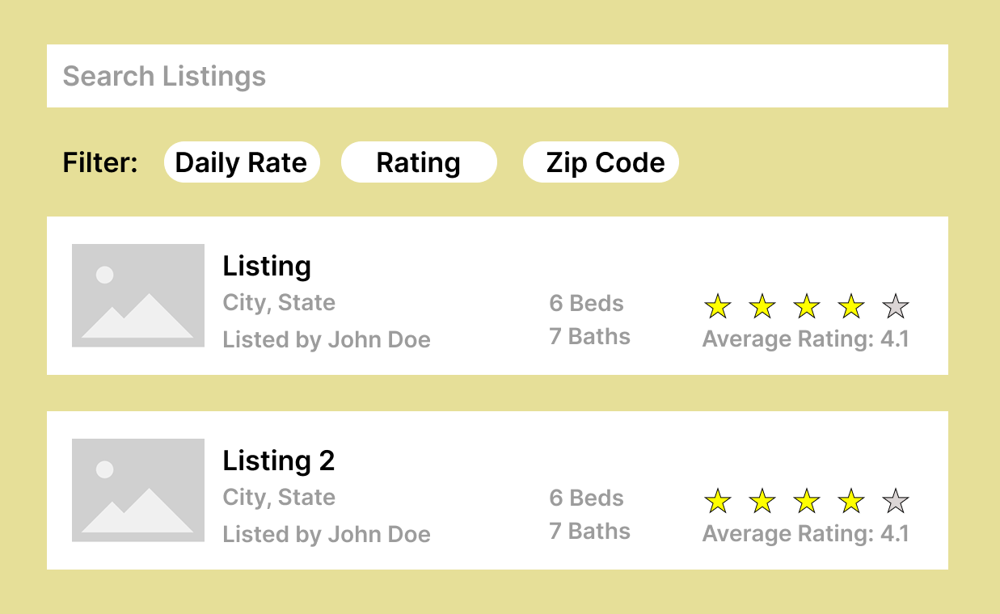 Search Listings
Filter: Daily Rate Rating Zip Code
Listing
City, State
Listed by John Doe
6 Beds
7 Baths
Average Rating: 4.1
Listing 2
City, State
Listed by John Doe
6 Beds
7 Baths
Average Rating: 4.1